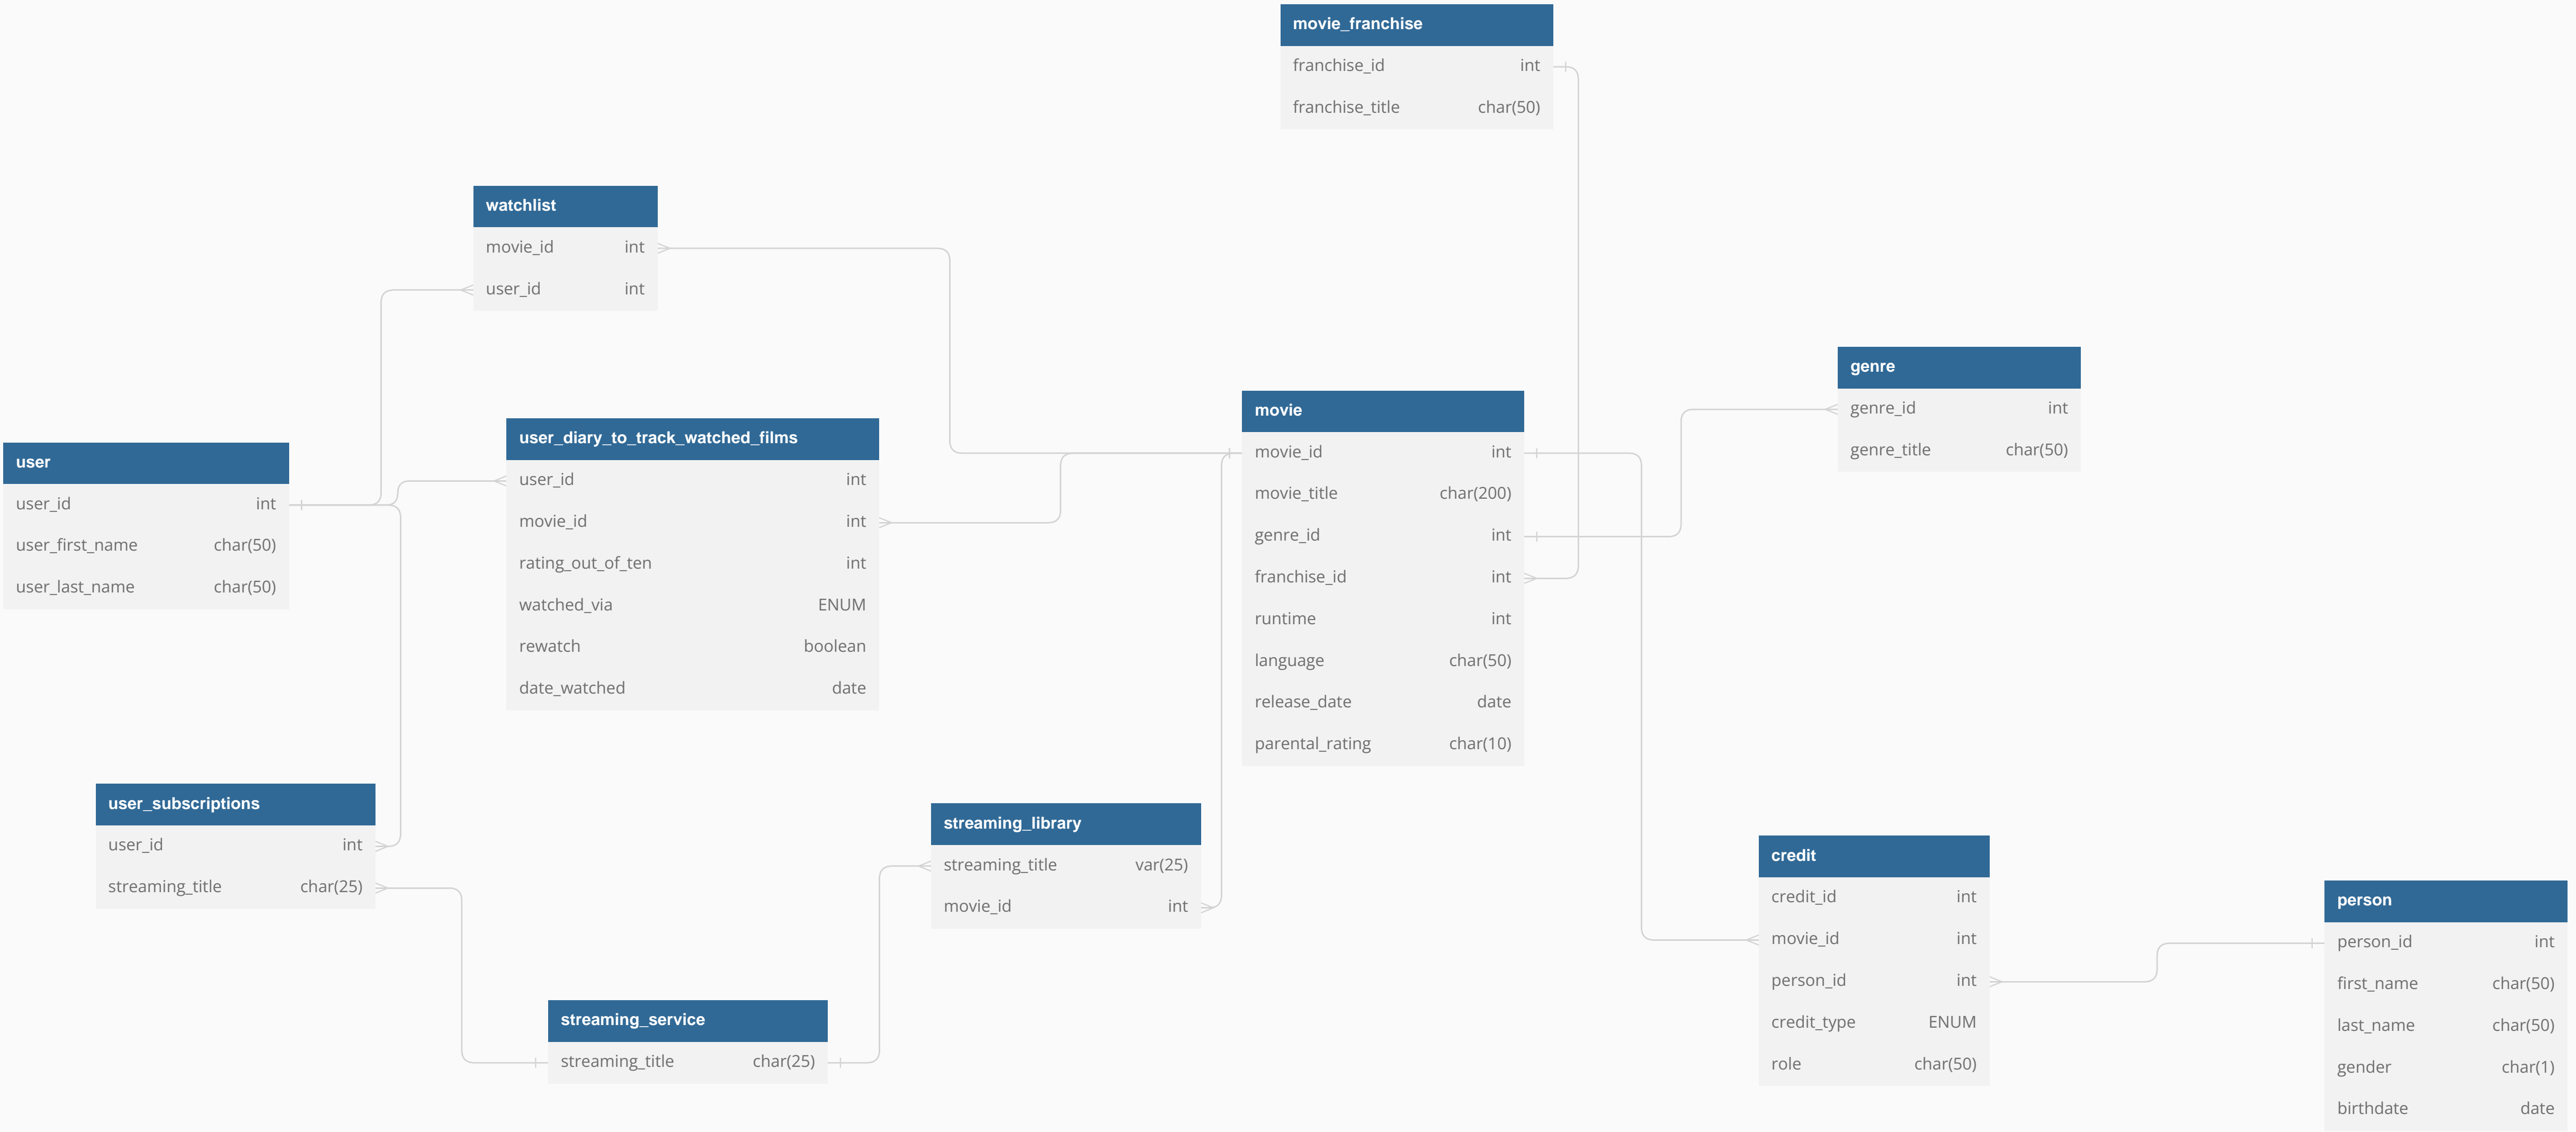 movie_franchise
franchise_id int
franchise_title char(50)
watchlist
movie_id int
user_id int
user
user_id int
user_first_name char(50)
user_last_name char(50)
user_diary_to_track_watched_films
user_id int
movie_id int
rating_out_of_ten int
watched_via ENUM
rewatch boolean
date_watched date
movie
movie_id int
movie_title char(200)
genre_id int
franchise_id int
runtime int
language char(50)
release_date date
parental_rating char(10)
genre
genre_id int
genre_title char(50)
user_subscriptions
user_id int
streaming_title char(25)
streaming_library
streaming_title var(25)
movie_id int
streaming_service
streaming_title char(25)
credit
credit_id int
movie_id int
person_id int
credit_type ENUM
role char(50)
person
person_id int
first_name char(50)
last_name char(50)
gender char(1)
birthdate date